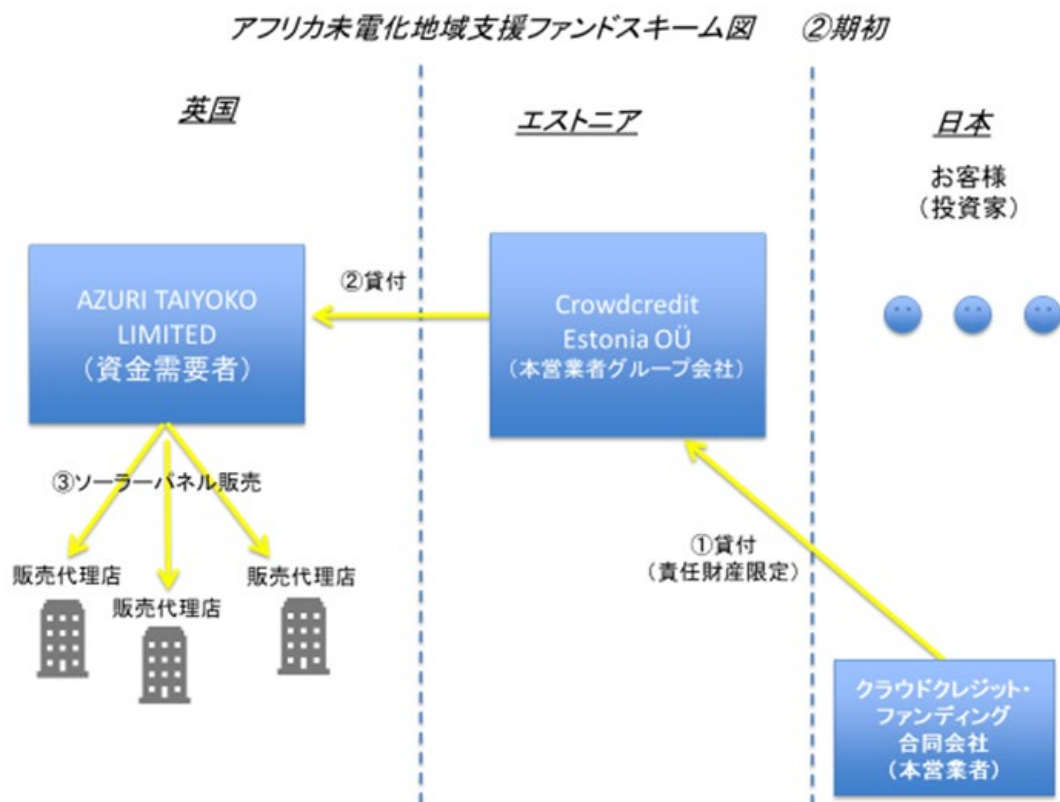 アフリカ未電化地域支援ファンドスキーム図　②期初
英国
エストニア
日本
お客様
（投資家）
AZURI TAIYOKO
LIMITED
（資金需要者）
②貸付
Crowdcredit
Estonia OÜ
（本営業者グループ会社）
③ソーラーパネル販売
①貸付
（責任財産限定）
販売代理店
販売代理店
販売代理店
クラウドクレジット・
ファンディング
合同会社
（本営業者）